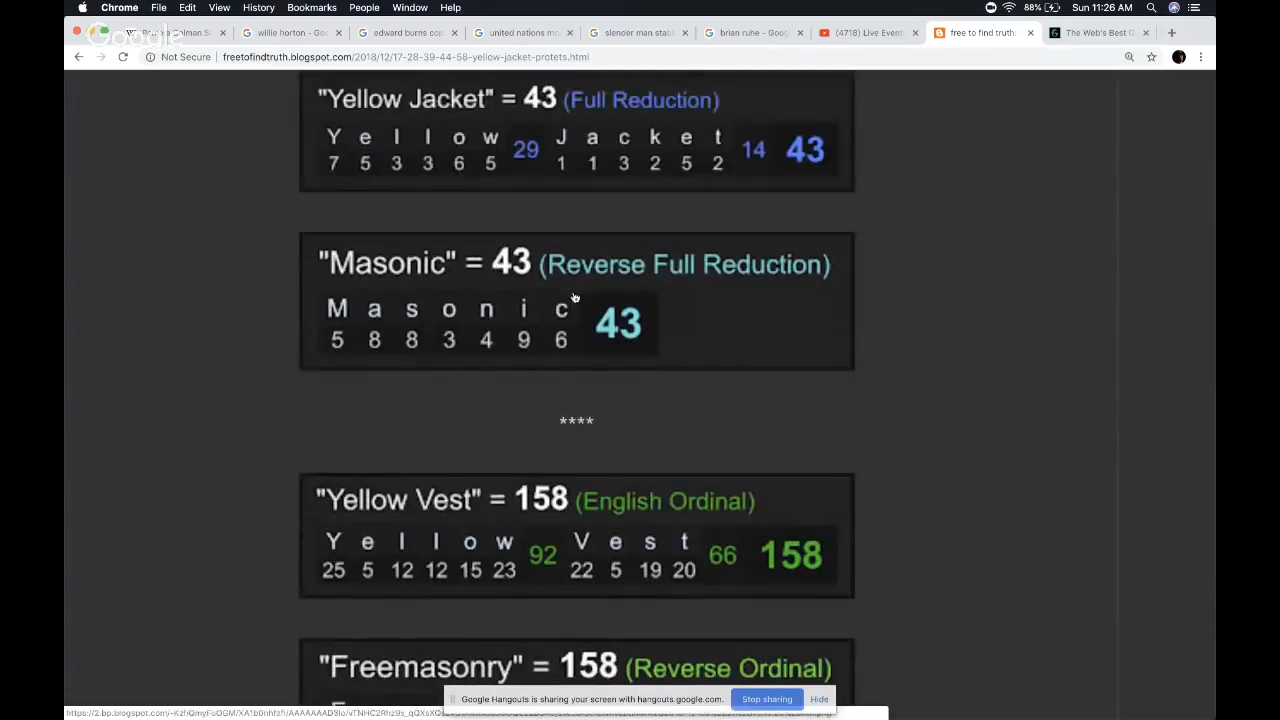 Chrome File Edit View History Bookmarks People Window Help 88% Sun 11:26 AM
Google
willie horton - Goo edward burns cop united nations mo slender man stab brian ruhe - Goog (4718) Live Event free to find truth: The Web's Best G
Not Secure | freetofindtruth.blogspot.com/2018/12/17-28-39-44-58-yellow-jacket-protets.html
"Yellow Jacket" = 43 (Full Reduction)
Y e l l o w 29 J a c k e t 14 43
7 5 3 3 6 5 1 1 3 2 5 2
"Masonic" = 43 (Reverse Full Reduction)
M a s o n i c 43
5 8 8 3 4 9 6
****
"Yellow Vest" = 158 (English Ordinal)
Y e l l o w 92 V e s t 66 158
25 5 12 12 15 23 22 5 19 20
"Freemasonry" = 158 (Reverse Ordinal)
Google Hangouts is sharing your screen with hangouts.google.com. Stop sharing Hide